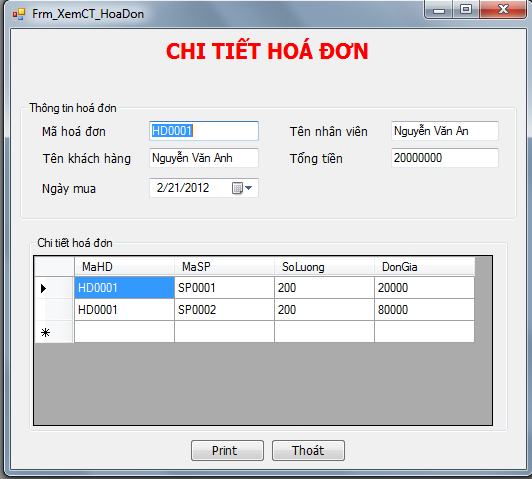 Frm_XemCT_HoaDon
CHI TIẾT HOÁ ĐƠN
Thông tin hoá đơn
Mã hoá đơn HD0001 Tên nhân viên Nguyễn Văn An
Tên khách hàng Nguyễn Văn Anh Tổng tiền 20000000
Ngày mua 2/21/2012
Chi tiết hoá đơn
MaHD MaSP SoLuong DonGia
HD0001 SP0001 200 20000
HD0001 SP0002 200 80000
Print Thoát